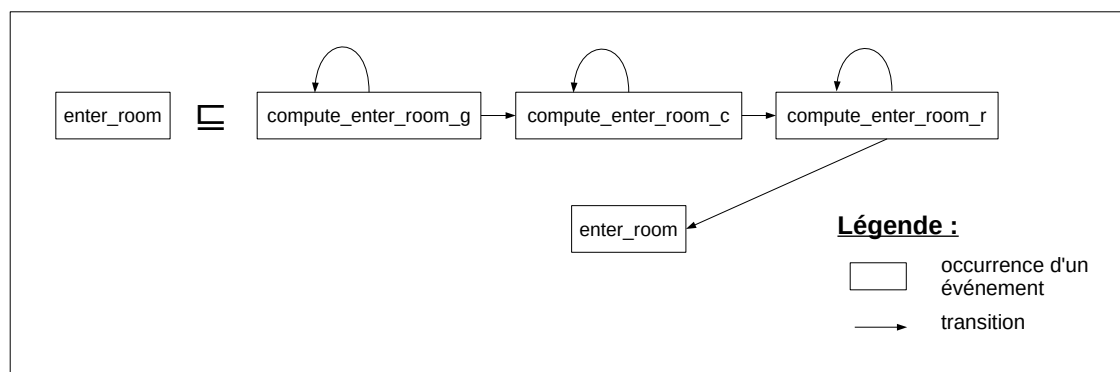 enter_room
⊑
compute_enter_room_g
compute_enter_room_c
compute_enter_room_r
enter_room
Légende :
occurrence d'un
événement
transition